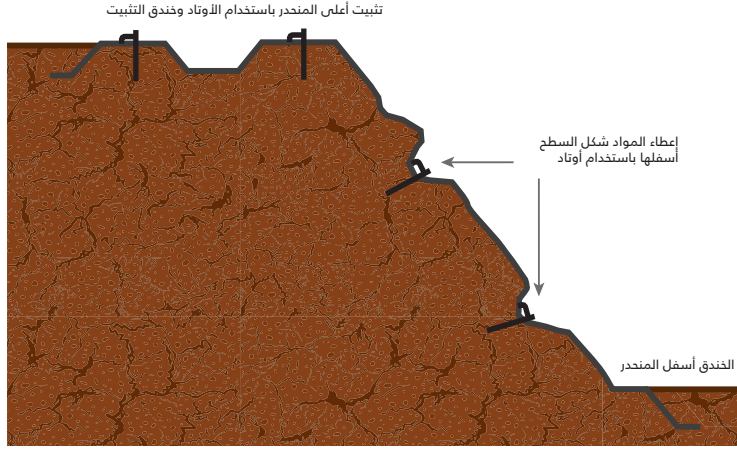 تثبيت أعلى المنحدر باستخدام الأوتاد وخندق التثبيت
إعطاء المواد شكل السطح
أسفلها باستخدام أوتاد
الخندق أسفل المنحدر